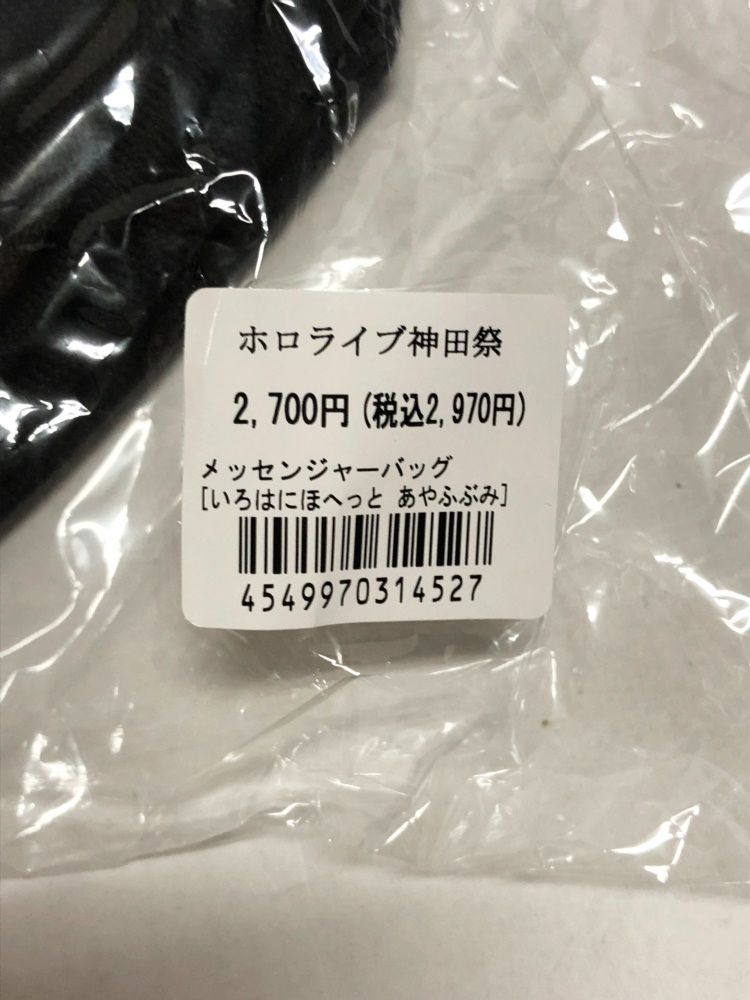 ホロライブ神田祭
2,700円(税込2,970円)
メッセンジャーバッグ
[いろはにほへっと あやふぶみ]
4549970314527